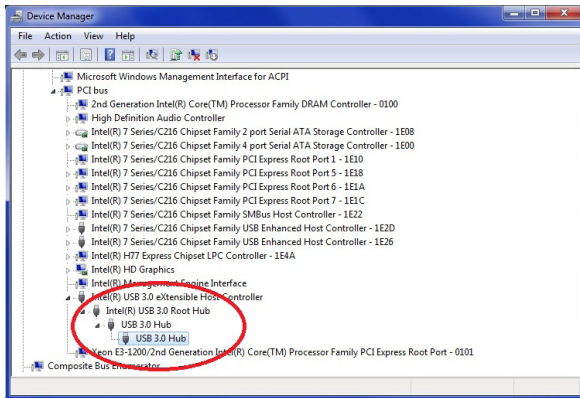 Device Manager
File Action View Help
Microsoft Windows Management Interface for ACPI
PCI bus
2nd Generation Intel(R) Core(TM) Processor Family DRAM Controller - 0100
High Definition Audio Controller
Intel(R) 7 Series/C216 Chipset Family 2 port Serial ATA Storage Controller - 1E08
Intel(R) 7 Series/C216 Chipset Family 4 port Serial ATA Storage Controller - 1E00
Intel(R) 7 Series/C216 Chipset Family PCI Express Root Port 1 - 1E10
Intel(R) 7 Series/C216 Chipset Family PCI Express Root Port 5 - 1E18
Intel(R) 7 Series/C216 Chipset Family PCI Express Root Port 6 - 1E1A
Intel(R) 7 Series/C216 Chipset Family PCI Express Root Port 7 - 1E1C
Intel(R) 7 Series/C216 Chipset Family SMBus Host Controller - 1E22
Intel(R) 7 Series/C216 Chipset Family USB Enhanced Host Controller - 1E2D
Intel(R) 7 Series/C216 Chipset Family USB Enhanced Host Controller - 1E26
Intel(R) H77 Express Chipset LPC Controller - 1E4A
Intel(R) HD Graphics
Intel(R) Management Engine Interface
Intel(R) USB 3.0 eXtensible Host Controller
Intel(R) USB 3.0 Root Hub
USB 3.0 Hub
USB 3.0 Hub
Xeon E3-1200/2nd Generation Intel(R) Core(TM) Processor Family PCI Express Root Port - 0101
Composite Bus Enumerator